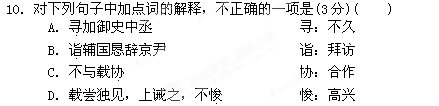 10. 对下列句子中加点词的解释，不正确的一项是(3分)(    )
A. 寻加御史中丞 寻：不久
B. 诣辅国恳辞京尹 诣：拜访
C. 不与载协 协：合作
D. 载尝独见，上诫之，不悛 悛：高兴